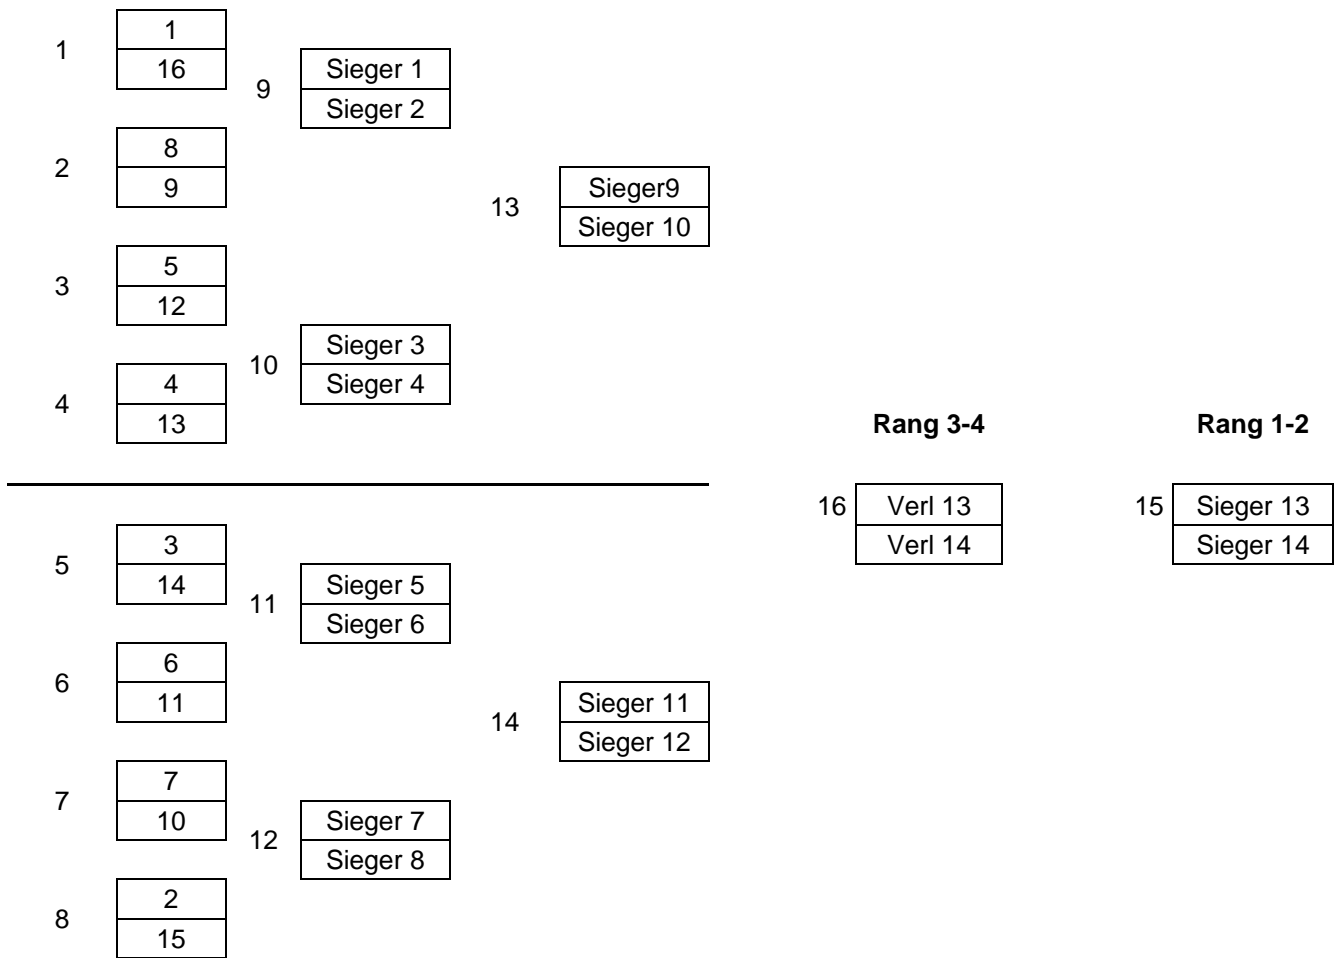 1
1
16
9
Sieger 1
Sieger 2
2
8
9
13
Sieger9
Sieger 10
3
5
12
10
Sieger 3
Sieger 4
4
4
13
Rang 3-4
Rang 1-2
16
Verl 13
Verl 14
15
Sieger 13
Sieger 14
5
3
14
11
Sieger 5
Sieger 6
6
6
11
14
Sieger 11
Sieger 12
7
7
10
12
Sieger 7
Sieger 8
8
2
15